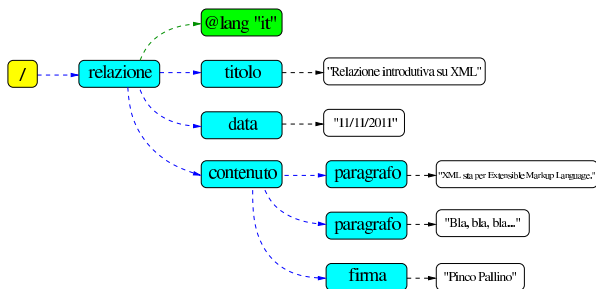 @lang "it"
/
relazione
titolo
"Relazione introdutiva su XML"
data
"11/11/2011"
contenuto
paragrafo
"XML sta per Extensible Markup Language."
paragrafo
"Bla, bla, bla..."
firma
"Pinco Pallino"